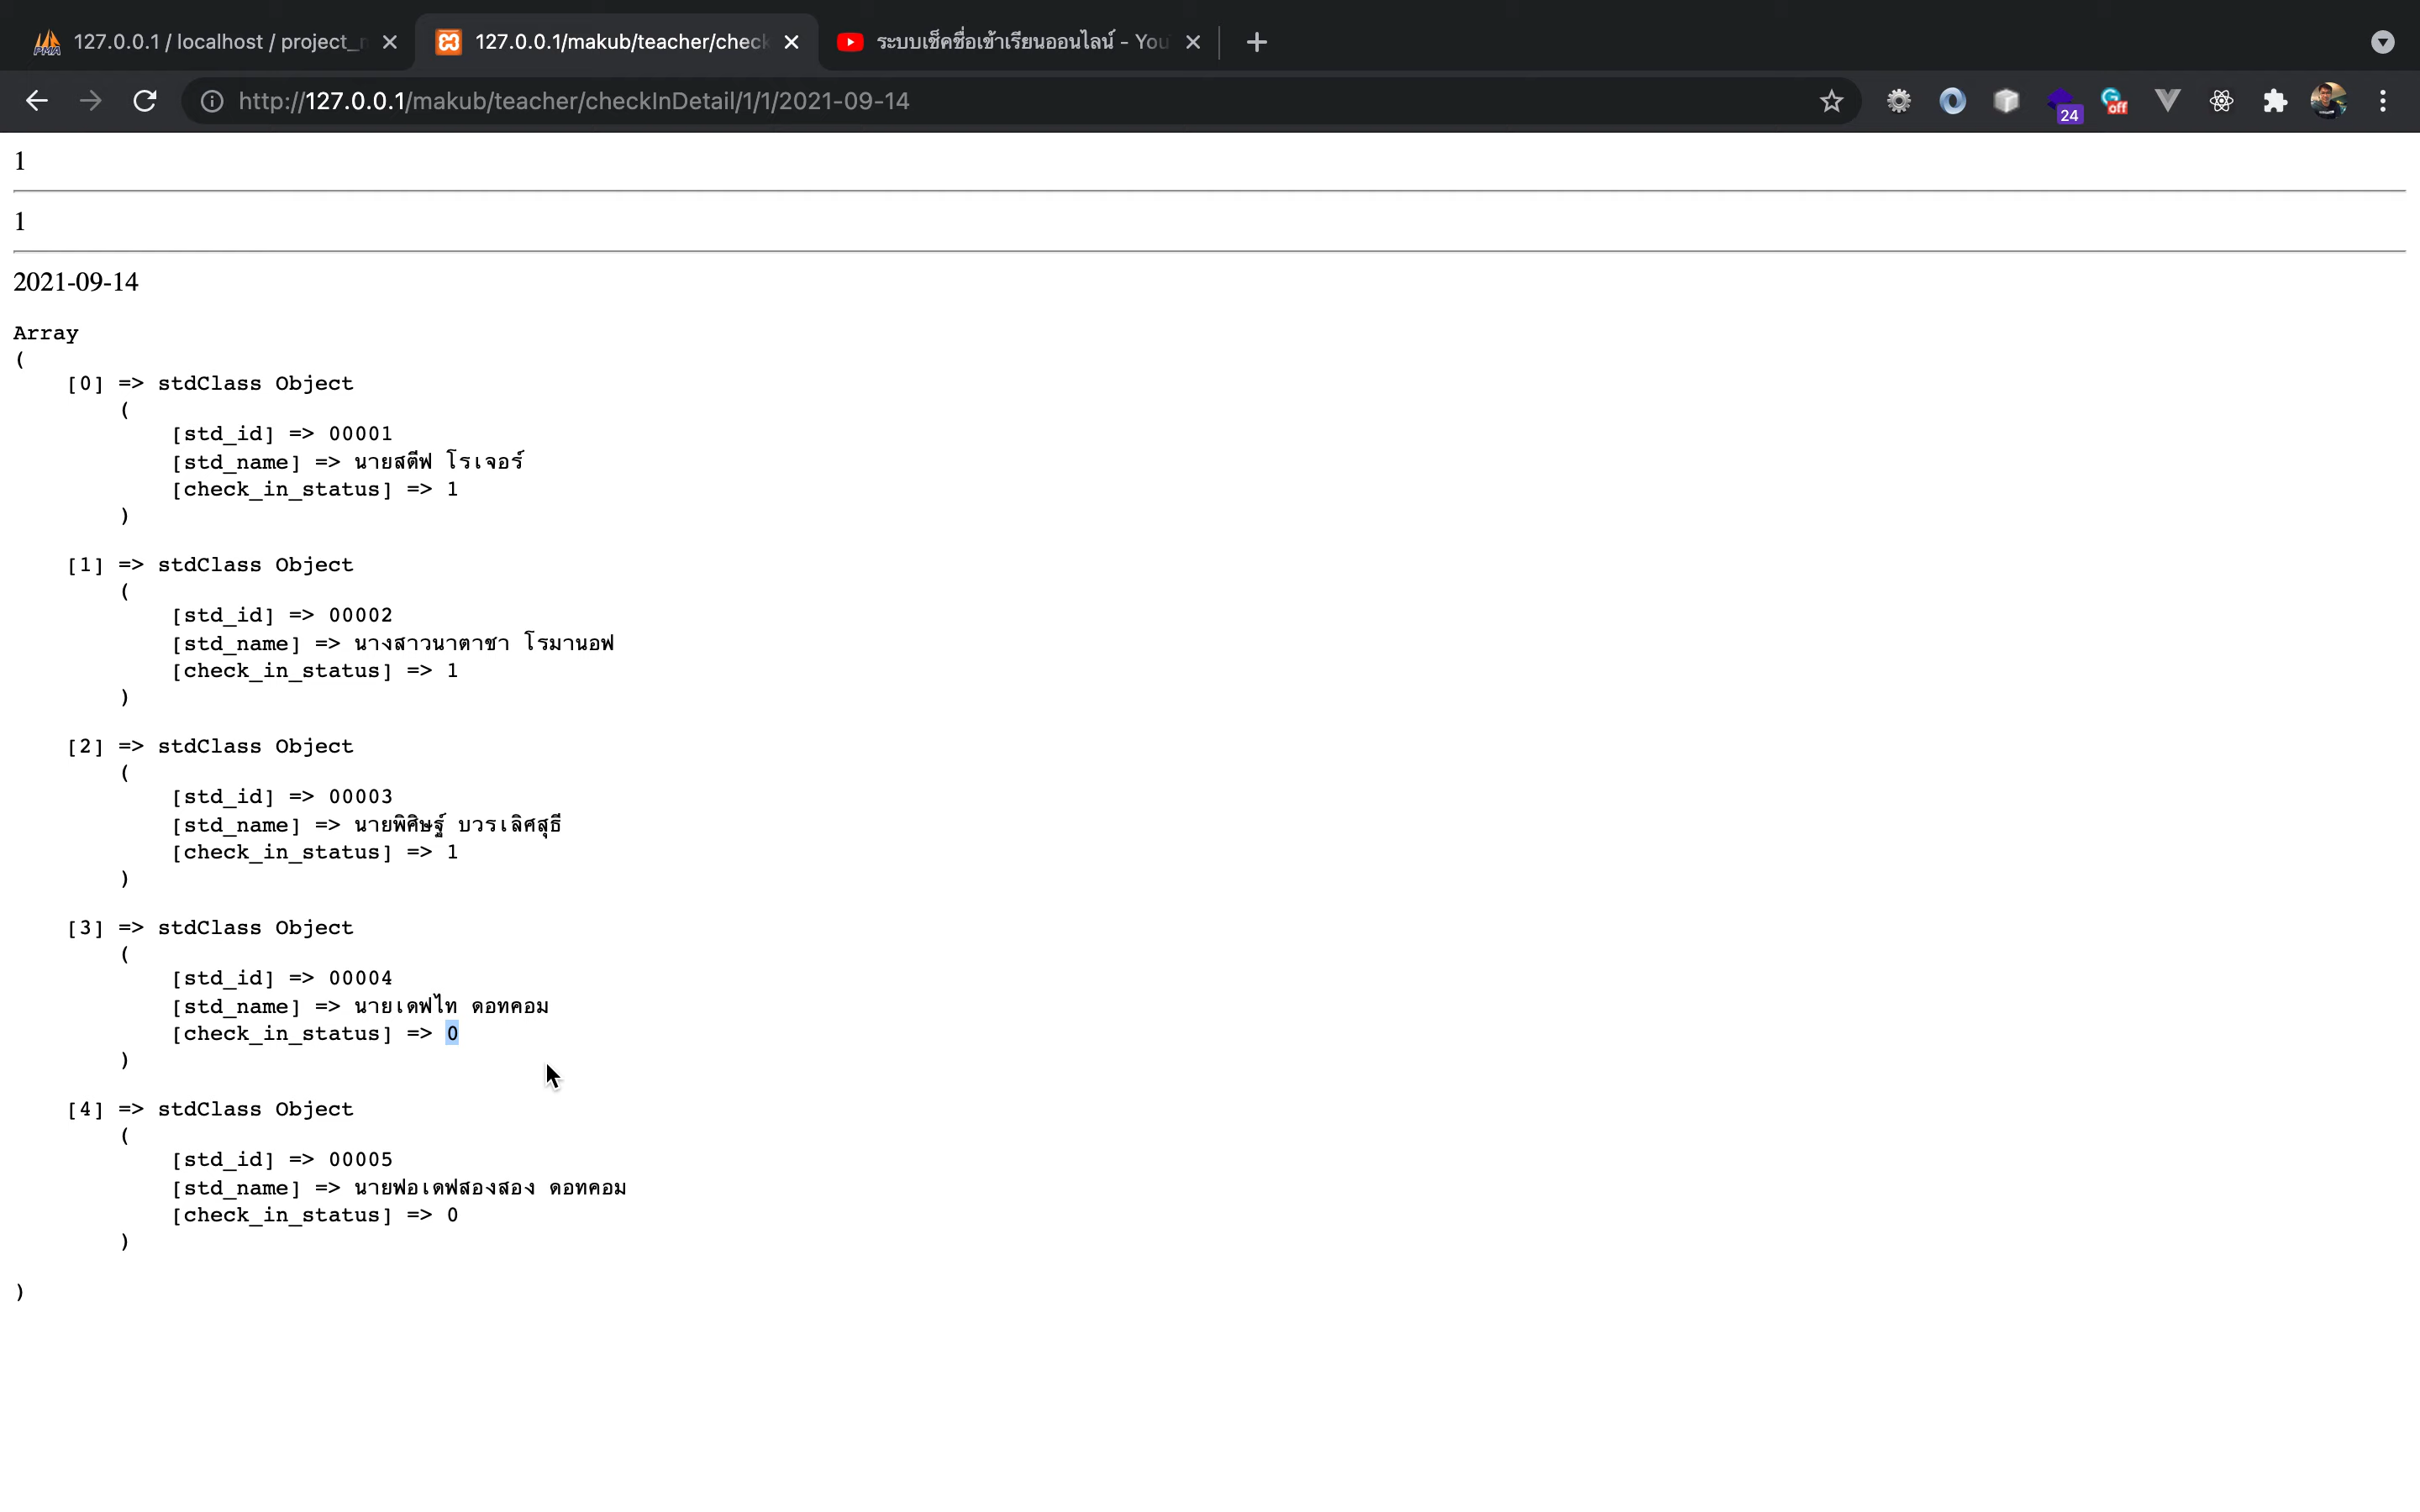 127.0.0.1 / localhost / project_
127.0.0.1/makub/teacher/check
ระบบเช็คชื่อเข้าเรียนออนไลน์ - You
http://127.0.0.1/makub/teacher/checkInDetail/1/1/2021-09-14
24
off
1
1
2021-09-14
Array
(
[0] => stdClass Object
(
[std_id] => 00001
[std_name] => นายสตีฟ โรเจอร์
[check_in_status] => 1
)
[1] => stdClass Object
(
[std_id] => 00002
[std_name] => นางสาวนาตาชา โรมานอฟ
[check_in_status] => 1
)
[2] => stdClass Object
(
[std_id] => 00003
[std_name] => นายพิศิษฐ์ บวรเลิศสุธี
[check_in_status] => 1
)
[3] => stdClass Object
(
[std_id] => 00004
[std_name] => นายเดฟไท ดอทคอม
[check_in_status] => 0
)
[4] => stdClass Object
(
[std_id] => 00005
[std_name] => นายฟอเดฟสองสอง ดอทคอม
[check_in_status] => 0
)
)